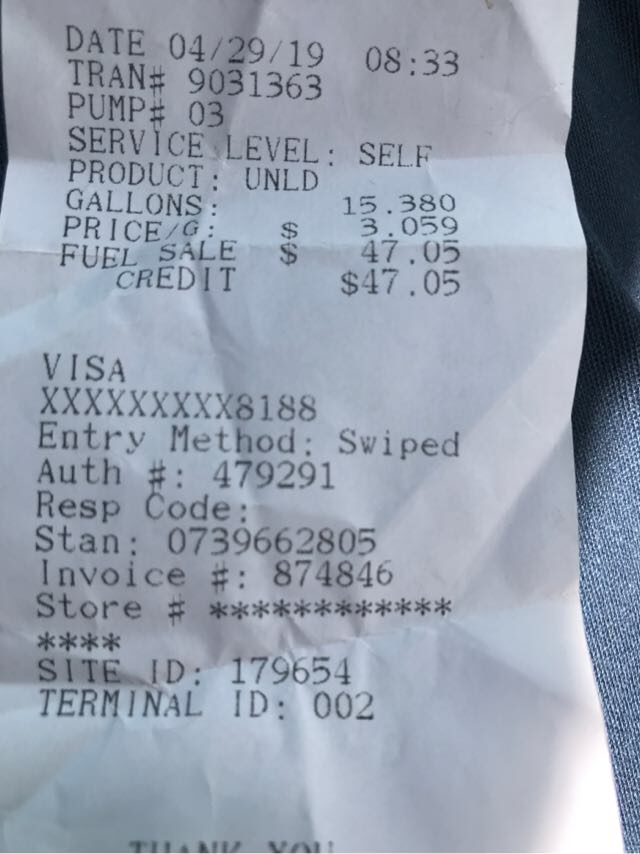 DATE 04/29/19 08:33
TRAN# 9031363
PUMP# 03
SERVICE LEVEL: SELF
PRODUCT: UNLD
GALLONS: 15.380
PRICE/G: $ 3.059
FUEL SALE $ 47.05
CREDIT $47.05
VISA
XXXXXXXXX8188
Entry Method: Swiped
Auth #: 479291
Resp Code:
Stan: 0739662805
Invoice #: 874846
Store # ************
****
SITE ID: 179654
TERMINAL ID: 002
THANK YOU